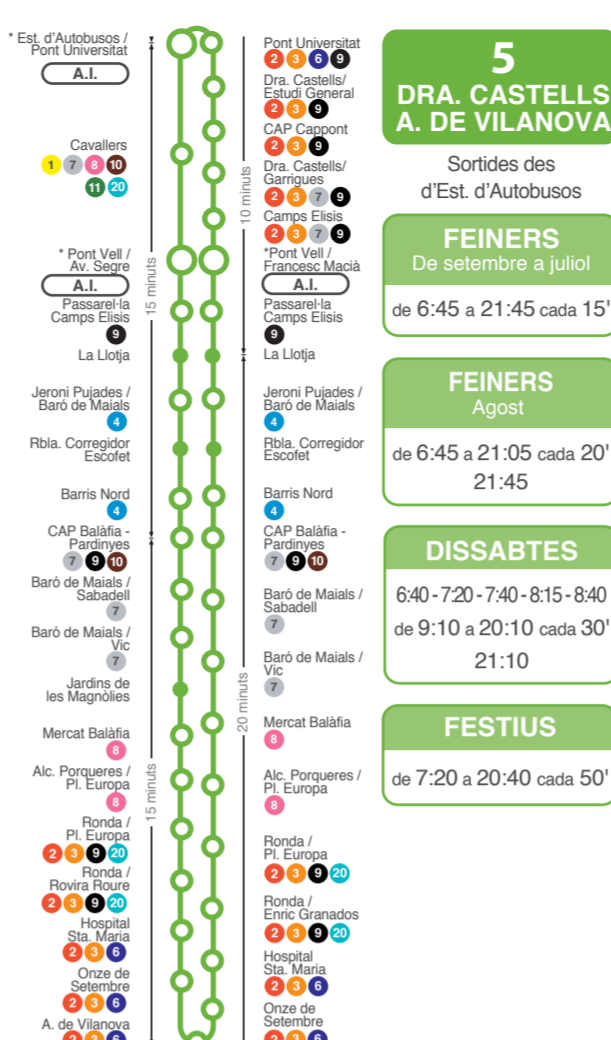 * Est. d'Autobusos /
Pont Universitat
A.I.
Cavallers
1 7 8 10
11 20
* Pont Vell /
Av. Segre
A.I.
Passarel·la
Camps Elisis
9
La Llotja
Jeroni Pujades /
Baró de Maials
4
Rbla. Corregidor
Escofet
Barris Nord
4
CAP Balàfia -
Pardinyes
7 9 10
Baró de Maials /
Sabadell
7
Baró de Maials /
Vic
7
Jardins de
les Magnòlies
Mercat Balàfia
8
Alc. Porqueres /
Pl. Europa
8
Ronda /
Pl. Europa
2 3 9 20
Ronda /
Rovira Roure
2 3 9 20
Hospital
Sta. Maria
2 3 6
Onze de
Setembre
2 3 6
A. de Vilanova
2 3 6
15 minuts
15 minuts
10 minuts
20 minuts
Pont Universitat
2 3 6 9
Dra. Castells/
Estudi General
2 3 9
CAP Cappont
2 3 9
Dra. Castells/
Garrigues
2 3 7 9
Camps Elisis
2 3 7 9
*Pont Vell /
Francesc Macià
A.I.
Passarel·la
Camps Elisis
9
La Llotja
Jeroni Pujades /
Baró de Maials
4
Rbla. Corregidor
Escofet
Barris Nord
4
CAP Balàfia -
Pardinyes
7 9 10
Baró de Maials /
Sabadell
7
Baró de Maials /
Vic
7
Mercat Balàfia
8
Alc. Porqueres /
Pl. Europa
8
Ronda /
Pl. Europa
2 3 9 20
Ronda /
Enric Granados
2 3 9 20
Hospital
Sta. Maria
2 3 6
Onze de
Setembre
2 3 6
5
DRA. CASTELLS
A. DE VILANOVA
Sortides des
d'Est. d'Autobusos
FEINERS
De setembre a juliol
de 6:45 a 21:45 cada 15'
FEINERS
Agost
de 6:45 a 21:05 cada 20'
21:45
DISSABTES
6:40 - 7:20 - 7:40 - 8:15 - 8:40
de 9:10 a 20:10 cada 30'
21:10
FESTIUS
de 7:20 a 20:40 cada 50'